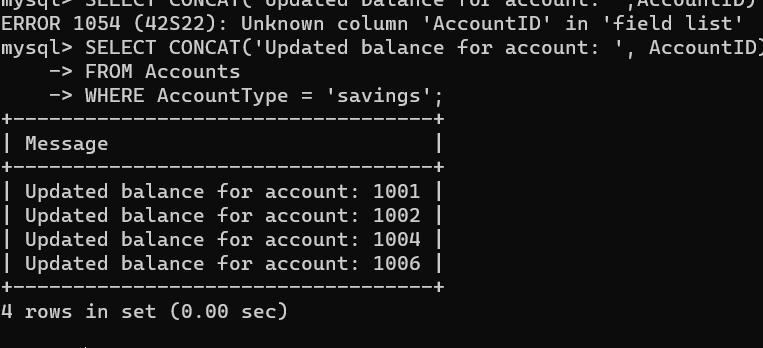 mysql> SELECT CONCAT('Updated balance for account: ',AccountID)
ERROR 1054 (42S22): Unknown column 'AccountID' in 'field list'
mysql> SELECT CONCAT('Updated balance for account: ', AccountID)
    -> FROM Accounts
    -> WHERE AccountType = 'savings';
+-----------------------------------+
| Message                           |
+-----------------------------------+
| Updated balance for account: 1001 |
| Updated balance for account: 1002 |
| Updated balance for account: 1004 |
| Updated balance for account: 1006 |
+-----------------------------------+
4 rows in set (0.00 sec)